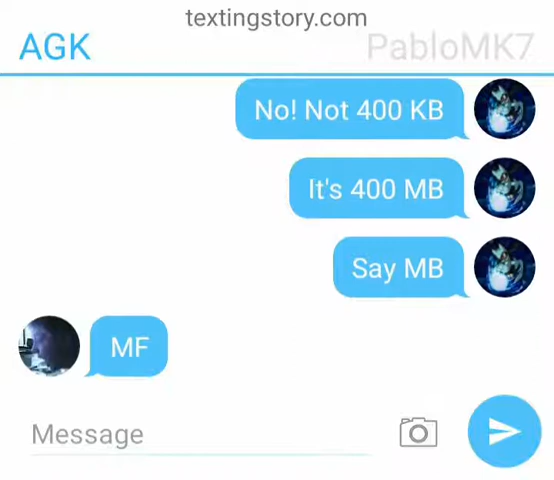 textingstory.com
AGK
PabloMK7
No! Not 400 KB
It's 400 MB
Say MB
MF
Message